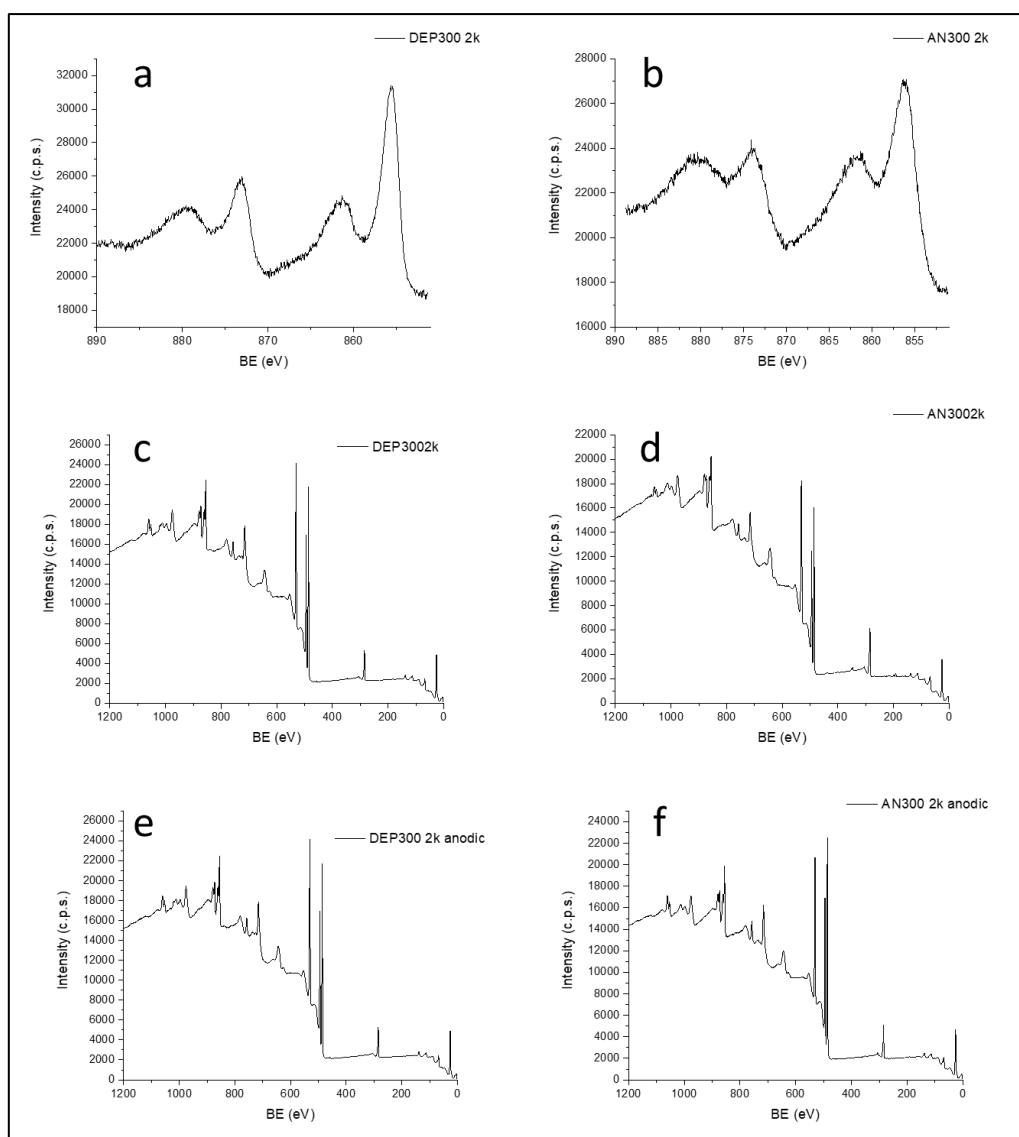 DEP300 2k
a
32000
30000
28000
26000
24000
22000
20000
18000
Intensity (c.p.s.)
890 880 870 860
BE (eV)
AN300 2k
b
28000
26000
24000
22000
20000
18000
16000
Intensity (c.p.s.)
890 885 880 875 870 865 860 855
BE (eV)
DEP3002k
c
26000
24000
22000
20000
18000
16000
14000
12000
10000
8000
6000
4000
2000
0
Intensity (c.p.s.)
1200 1000 800 600 400 200 0
BE (eV)
AN3002k
d
22000
20000
18000
16000
14000
12000
10000
8000
6000
4000
2000
0
Intensity (c.p.s.)
1200 1000 800 600 400 200 0
BE (eV)
DEP300 2k anodic
e
26000
24000
22000
20000
18000
16000
14000
12000
10000
8000
6000
4000
2000
0
Intensity (c.p.s.)
1200 1000 800 600 400 200 0
BE (eV)
AN300 2k anodic
f
24000
22000
20000
18000
16000
14000
12000
10000
8000
6000
4000
2000
0
Intensity (c.p.s.)
1200 1000 800 600 400 200 0
BE (eV)